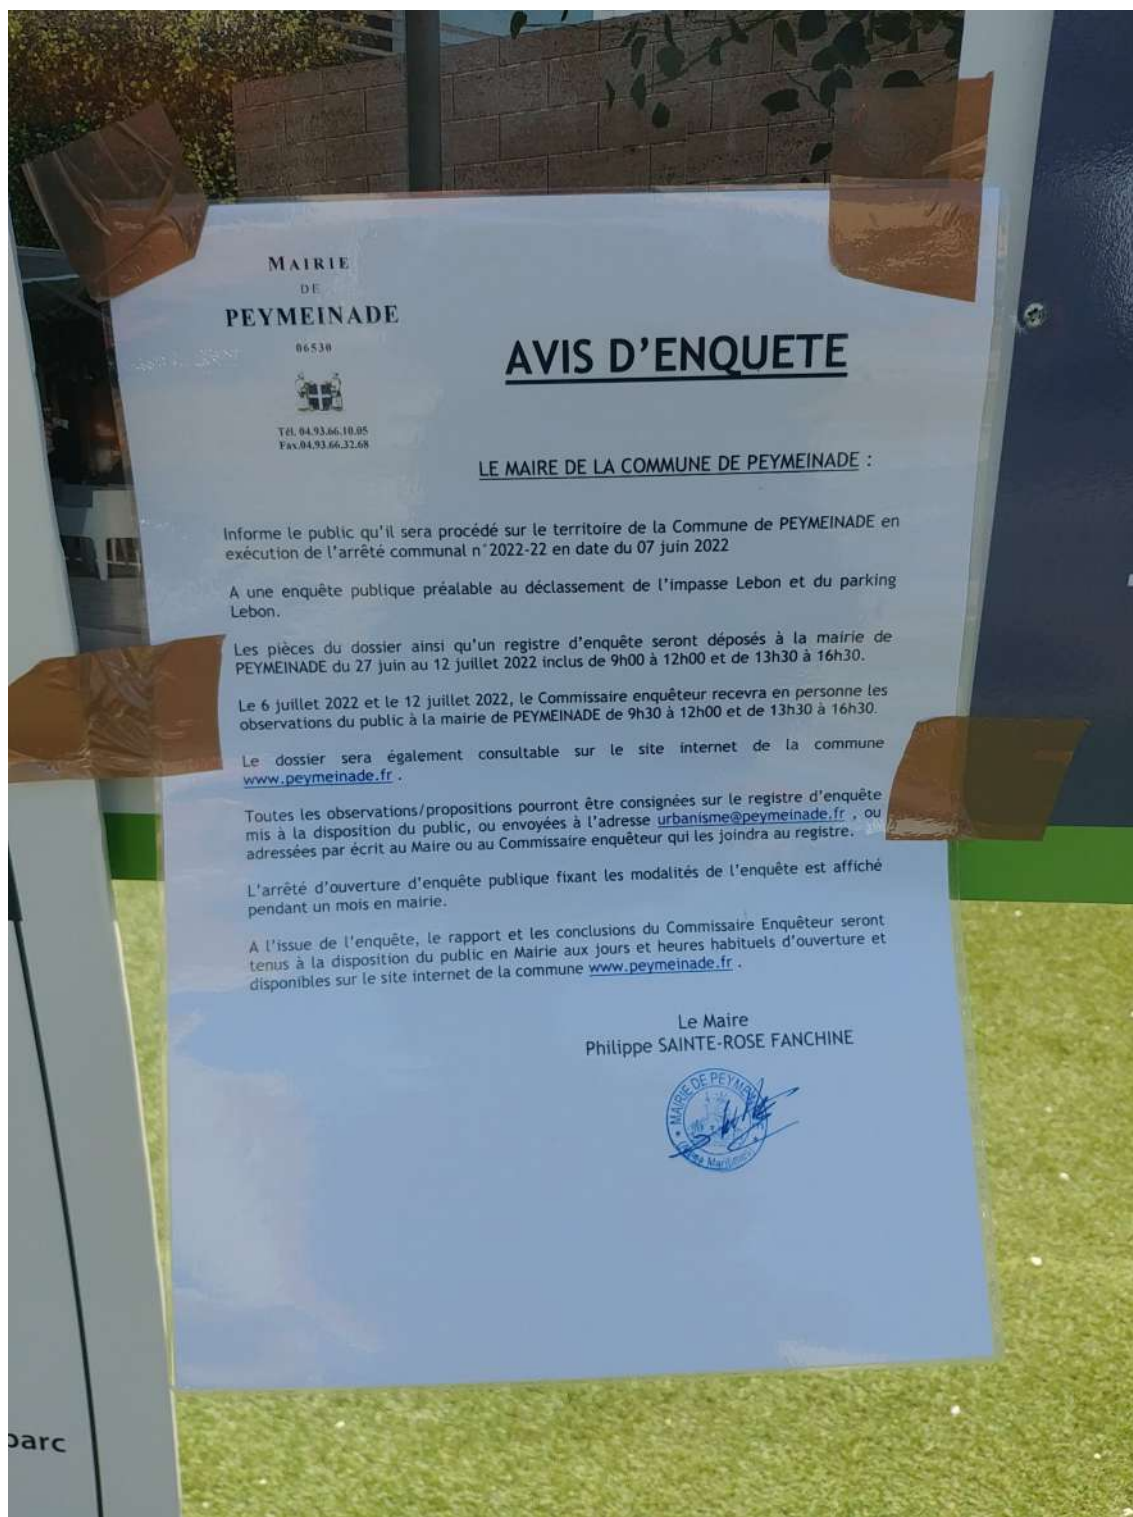 MAIRIE
DE
PEYMEINADE
06530
Tél. 04.93.66.10.05
Fax.04.93.66.32.68
AVIS D'ENQUETE
LE MAIRE DE LA COMMUNE DE PEYMEINADE :
Informe le public qu'il sera procédé sur le territoire de la Commune de PEYMEINADE en
exécution de l'arrêté communal n°2022-22 en date du 07 juin 2022
A une enquête publique préalable au déclassement de l'impasse Lebon et du parking
Lebon.
Les pièces du dossier ainsi qu'un registre d'enquête seront déposés à la mairie de
PEYMEINADE du 27 juin au 12 juillet 2022 inclus de 9h00 à 12h00 et de 13h30 à 16h30.
Le 6 juillet 2022 et le 12 juillet 2022, le Commissaire enquêteur recevra en personne les
observations du public à la mairie de PEYMEINADE de 9h30 à 12h00 et de 13h30 à 16h30.
Le dossier sera également consultable sur le site internet de la commune
www.peymeinade.fr .
Toutes les observations/propositions pourront être consignées sur le registre d'enquête
mis à la disposition du public, ou envoyées à l'adresse urbanisme@peymeinade.fr , ou
adressées par écrit au Maire ou au Commissaire enquêteur qui les joindra au registre.
L'arrêté d'ouverture d'enquête publique fixant les modalités de l'enquête est affiché
pendant un mois en mairie.
A l'issue de l'enquête, le rapport et les conclusions du Commissaire Enquêteur seront
tenus à la disposition du public en Mairie aux jours et heures habituels d'ouverture et
disponibles sur le site internet de la commune www.peymeinade.fr .
Le Maire
Philippe SAINTE-ROSE FANCHINE
MAIRIE DE
parc